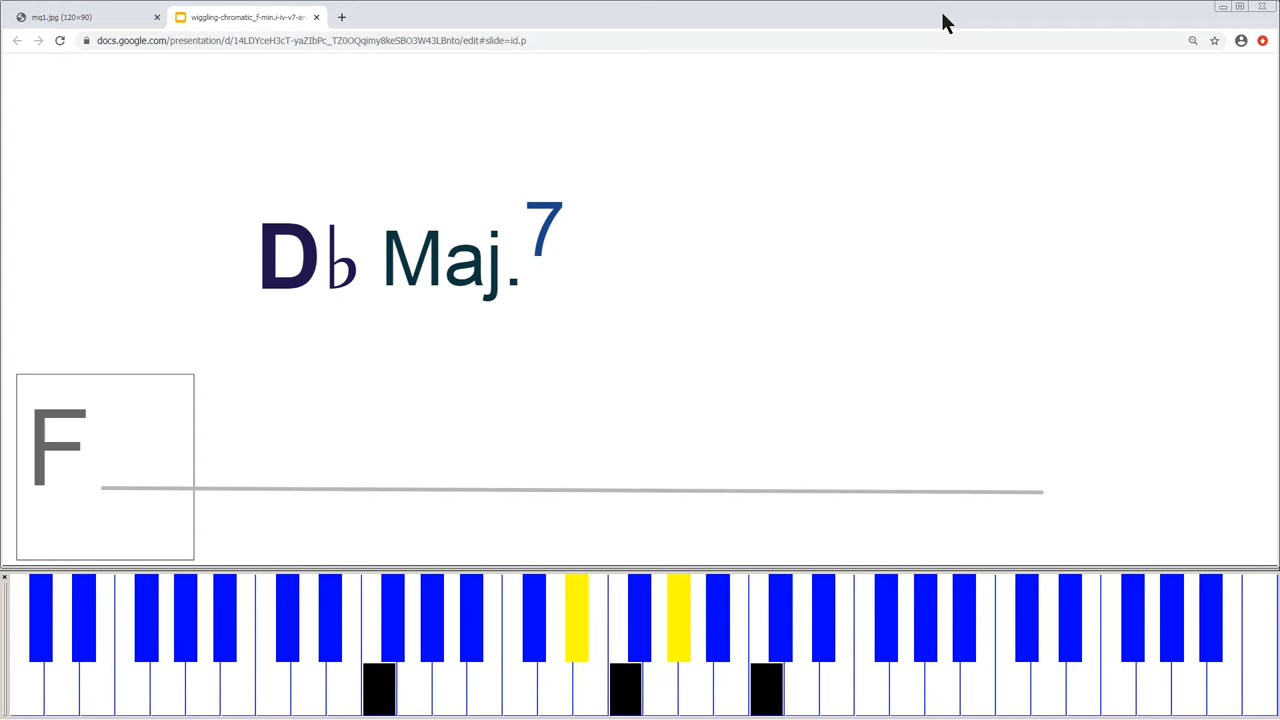 mq1.jpg (120×90)
wiggling-chromatic_f-min.i-iv-v7-an
docs.google.com/presentation/d/14LDYceH3cT-yaZIbPc_TZ0OQqimy8keSBO3W43LBnto/edit#slide=id.p
D♭ Maj.7
F